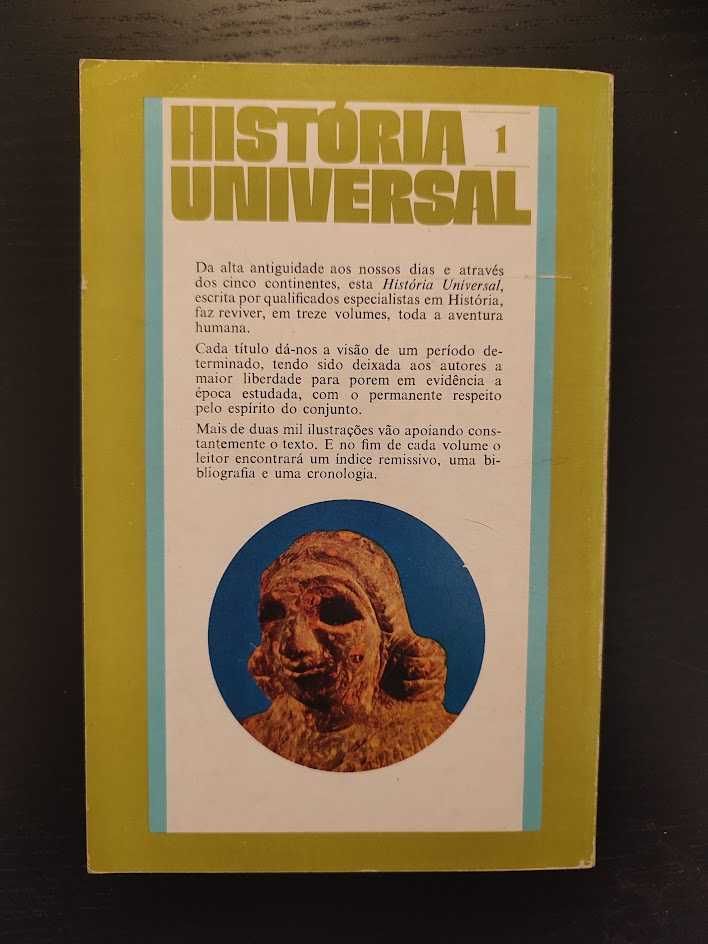 HISTÓRIA 1
UNIVERSAL
Da alta antiguidade aos nossos dias e através
dos cinco continentes, esta História Universal,
escrita por qualificados especialistas em História,
faz reviver, em treze volumes, toda a aventura
humana.
Cada título dá-nos a visão de um período de-
terminado, tendo sido deixada aos autores a
maior liberdade para porem em evidência a
época estudada, com o permanente respeito
pelo espírito do conjunto.
Mais de duas mil ilustrações vão apoiando cons-
tantemente o texto. E no fim de cada volume o
leitor encontrará um índice remissivo, uma bi-
bliografia e uma cronologia.